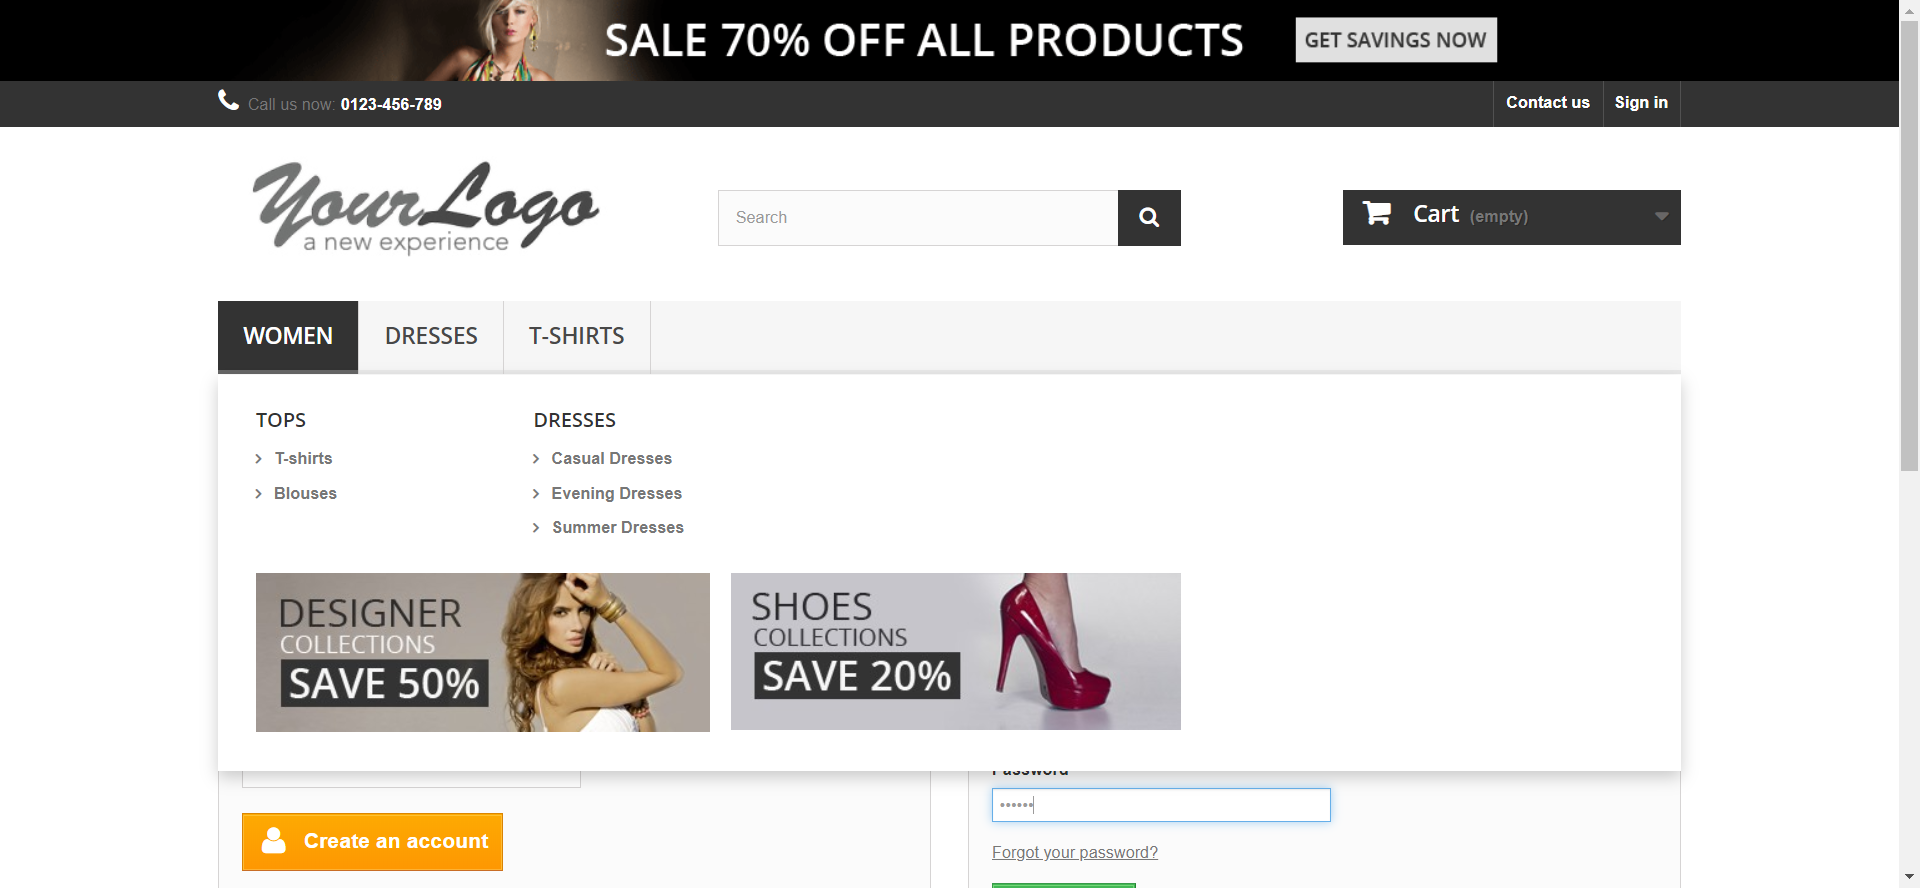 SALE 70% OFF ALL PRODUCTS GET SAVINGS NOW
Call us now: 0123-456-789 Contact us Sign in
YourLogo
a new experience
Search
Cart (empty)
WOMEN DRESSES T-SHIRTS
TOPS DRESSES
T-shirts Casual Dresses
Blouses Evening Dresses
Summer Dresses
DESIGNER
COLLECTIONS
SAVE 50%
SHOES
COLLECTIONS
SAVE 20%
Password
••••••
Create an account
Forgot your password?